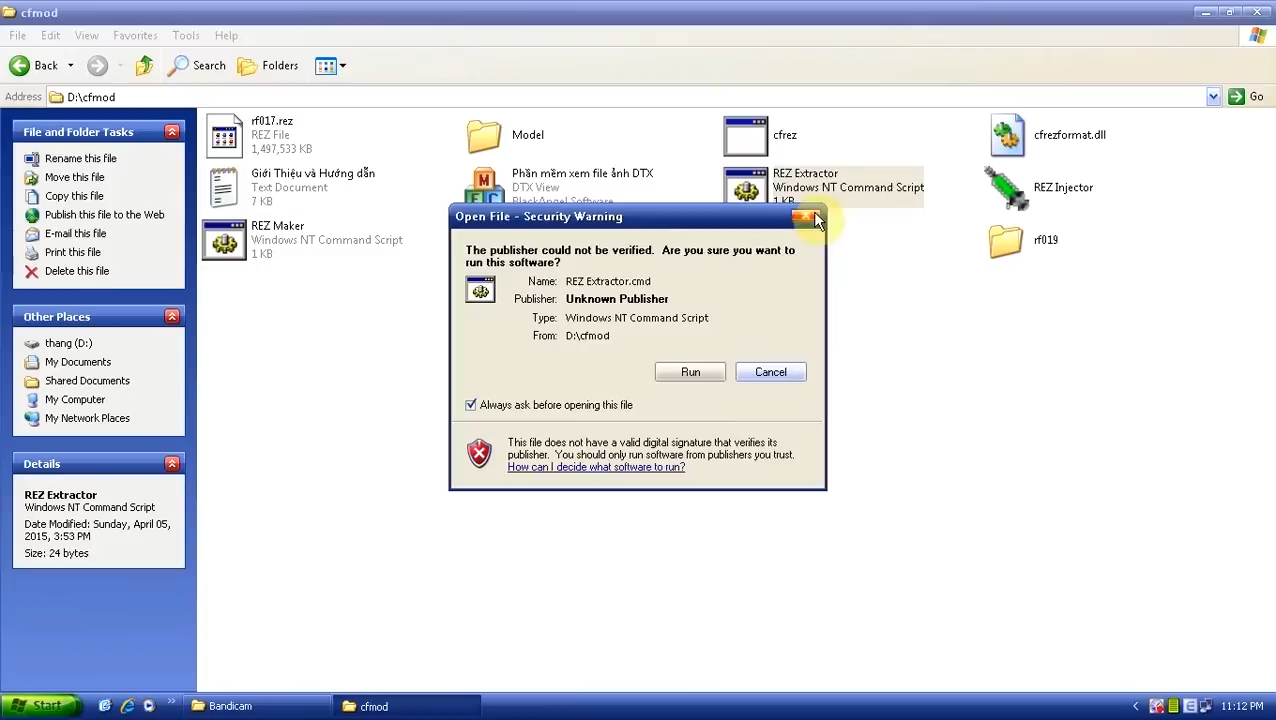 cfmod
File Edit View Favorites Tools Help
Back Search Folders
Address D:\cfmod Go
File and Folder Tasks
Rename this file
Move this file
Copy this file
Publish this file to the Web
E-mail this file
Print this file
Delete this file
Other Places
thang (D:)
My Documents
Shared Documents
My Computer
My Network Places
Details
REZ Extractor
Windows NT Command Script
Date Modified: Sunday, April 05,
2015, 3:53 PM
Size: 24 bytes
rf017.rez
REZ File
1,497,533 KB
Model
cfrez
cfrezformat.dll
Giới Thiệu và Hướng dẫn
Text Document
7 KB
Phần mềm xem file ảnh DTX
DTX View
BlackAngel Software
REZ Extractor
Windows NT Command Script
1 KB
REZ Injector
REZ Maker
Windows NT Command Script
1 KB
rf019
Open File - Security Warning
The publisher could not be verified. Are you sure you want to
run this software?
Name: REZ Extractor.cmd
Publisher: Unknown Publisher
Type: Windows NT Command Script
From: D:\cfmod
Run Cancel
Always ask before opening this file
This file does not have a valid digital signature that verifies its
publisher. You should only run software from publishers you trust.
How can I decide what software to run?
Start Bandicam cfmod 11:12 PM